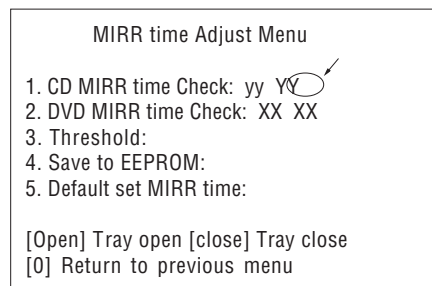 MIRR time Adjust Menu
1. CD MIRR time Check: yy YY
2. DVD MIRR time Check: XX XX
3. Threshold:
4. Save to EEPROM:
5. Default set MIRR time:
[Open] Tray open [close] Tray close
[0] Return to previous menu